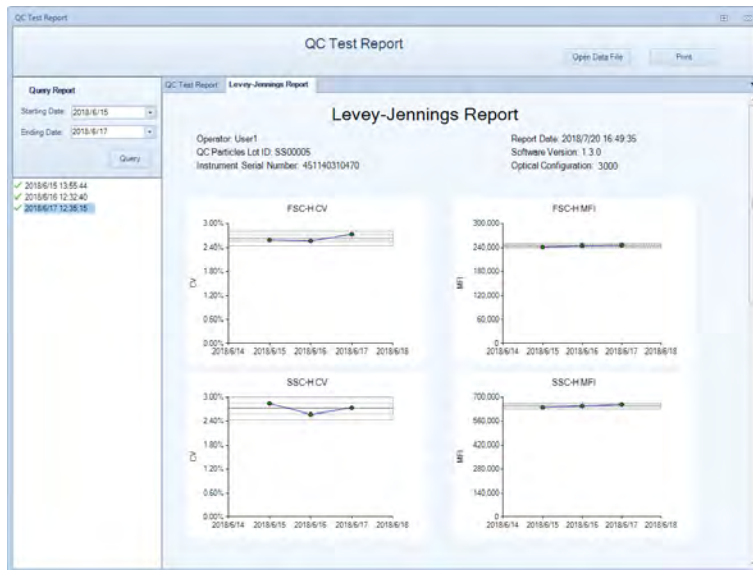 QC Test Report
QC Test Report
Open Data File
Print
Query Report
Starting Date: 2018/6/15
Ending Date: 2018/6/17
Query
2018/6/15 13:55:44
2018/6/16 12:32:40
2018/6/17 12:35:15
QC Test Report Levey-Jennings Report
Levey-Jennings Report
Operator: User1
QC Particles Lot ID: SS00005
Instrument Serial Number: 451140310470
Report Date: 2018/7/20 16:49:35
Software Version: 1.3.0
Optical Configuration: 3000
FSC-H CV
3.00%
2.40%
1.80%
1.20%
0.60%
0.00%
CV
2018/6/14 2018/6/15 2018/6/16 2018/6/17 2018/6/18
FSC-H MFI
300,000
240,000
180,000
120,000
60,000
0
MFI
2018/6/14 2018/6/15 2018/6/16 2018/6/17 2018/6/18
SSC-H CV
3.00%
2.40%
1.80%
1.20%
0.60%
0.00%
CV
2018/6/14 2018/6/15 2018/6/16 2018/6/17 2018/6/18
SSC-H MFI
700,000
560,000
420,000
280,000
140,000
0
MFI
2018/6/14 2018/6/15 2018/6/16 2018/6/17 2018/6/18